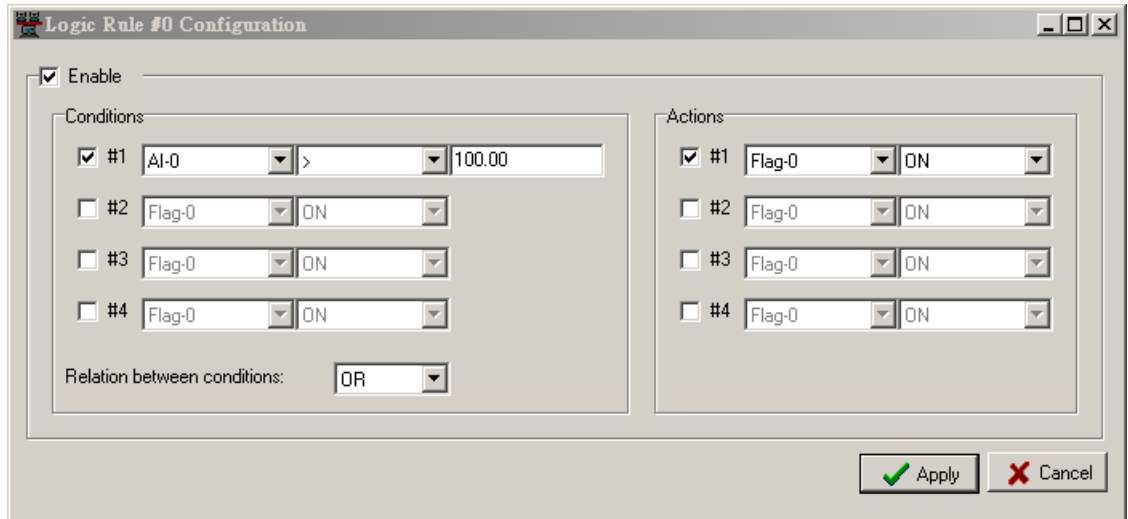 Logic Rule #0 Configuration
Enable
Conditions
#1 AI-0 > 100.00
#2 Flag-0 ON
#3 Flag-0 ON
#4 Flag-0 ON
Relation between conditions: OR
Actions
#1 Flag-0 ON
#2 Flag-0 ON
#3 Flag-0 ON
#4 Flag-0 ON
Apply
Cancel